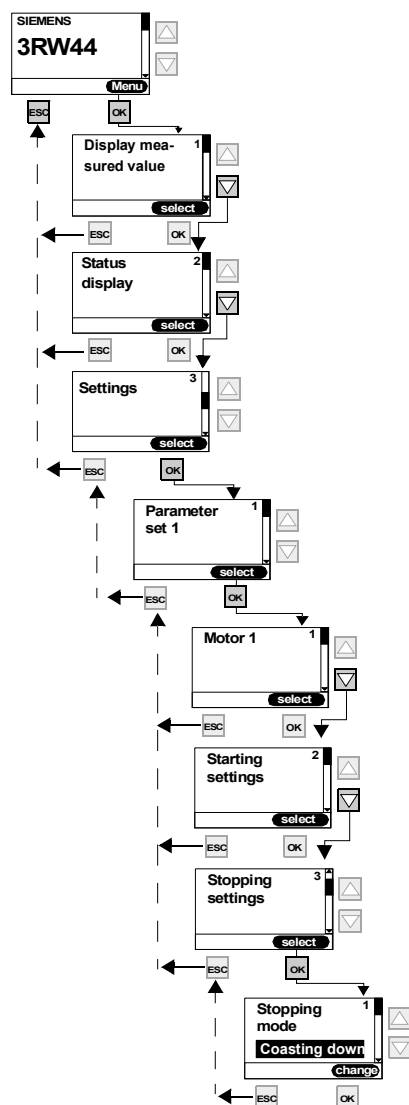 SIEMENS
3RW44
Menu
ESC
OK
Display mea-
sured value
1
select
ESC
OK
Status
display
2
select
ESC
OK
Settings
3
select
ESC
OK
Parameter
set 1
1
select
ESC
OK
Motor 1
1
select
ESC
OK
Starting
settings
2
select
ESC
OK
Stopping
settings
3
select
ESC
OK
Stopping
mode
1
Coasting down
change
ESC
OK